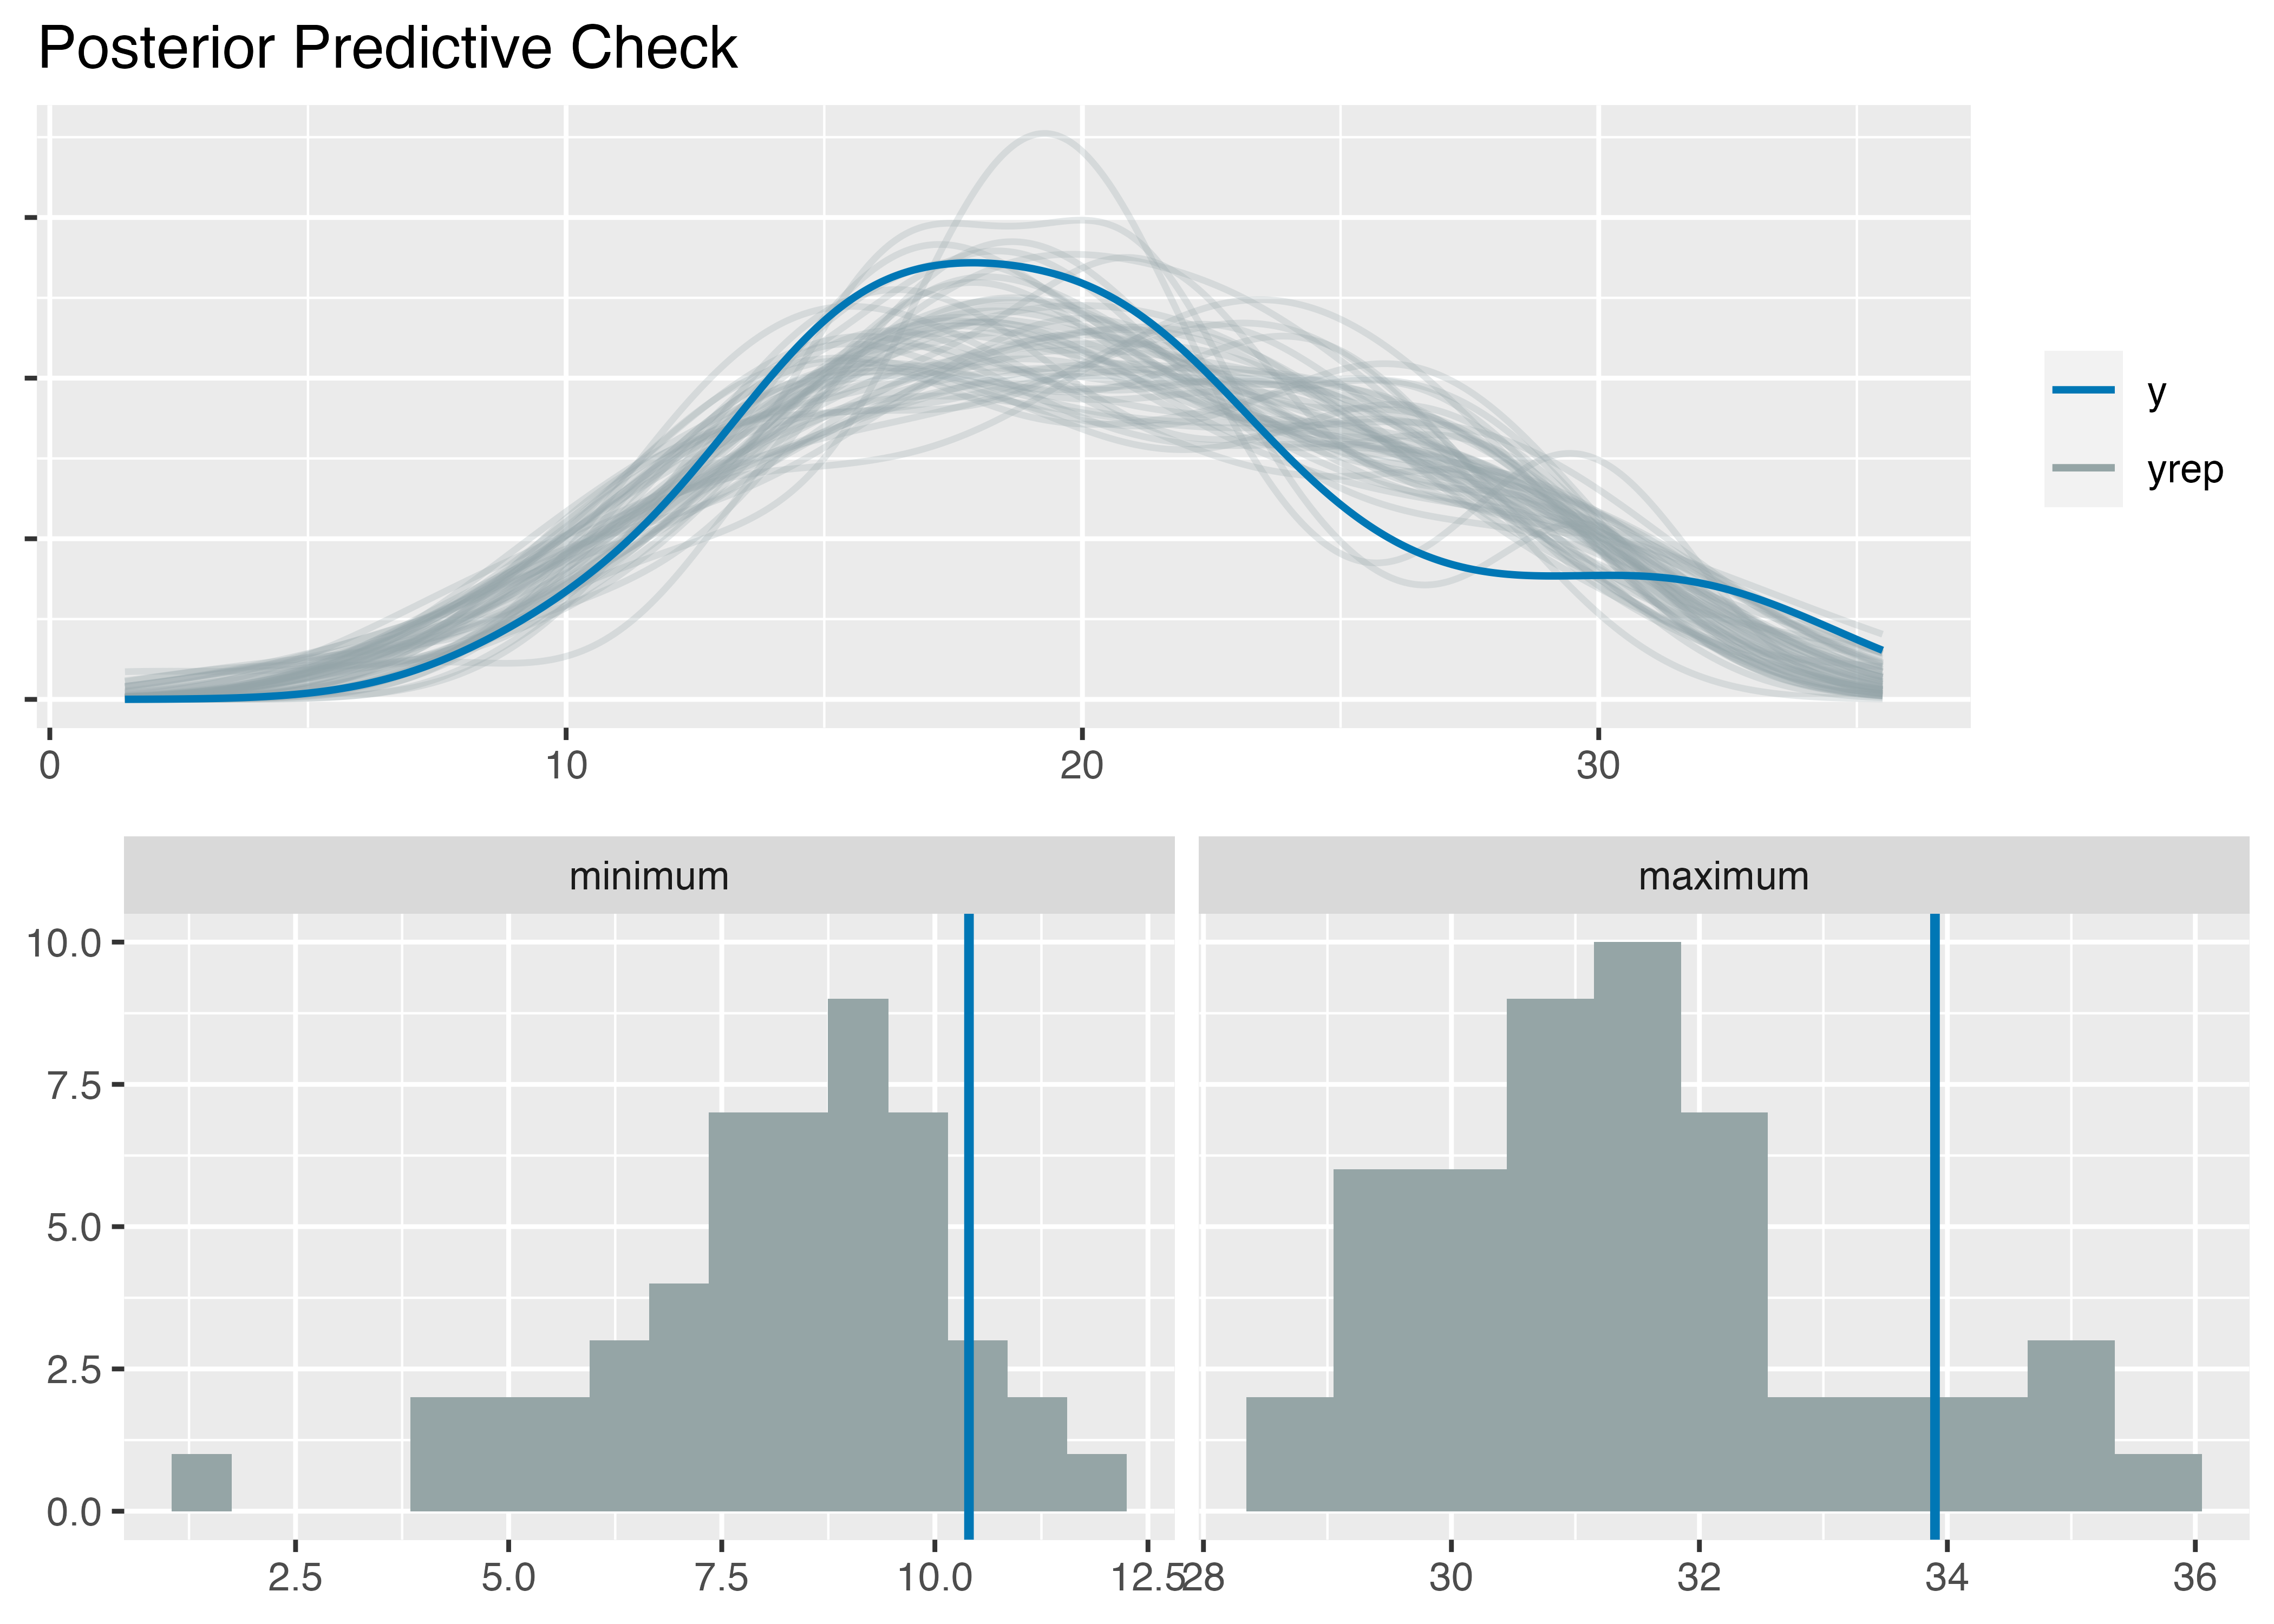 Posterior Predictive Check
y
yrep
0 10 20 30
minimum maximum
10.0
7.5
5.0
2.5
0.0
2.5 5.0 7.5 10.0 12.5 28 30 32 34 36